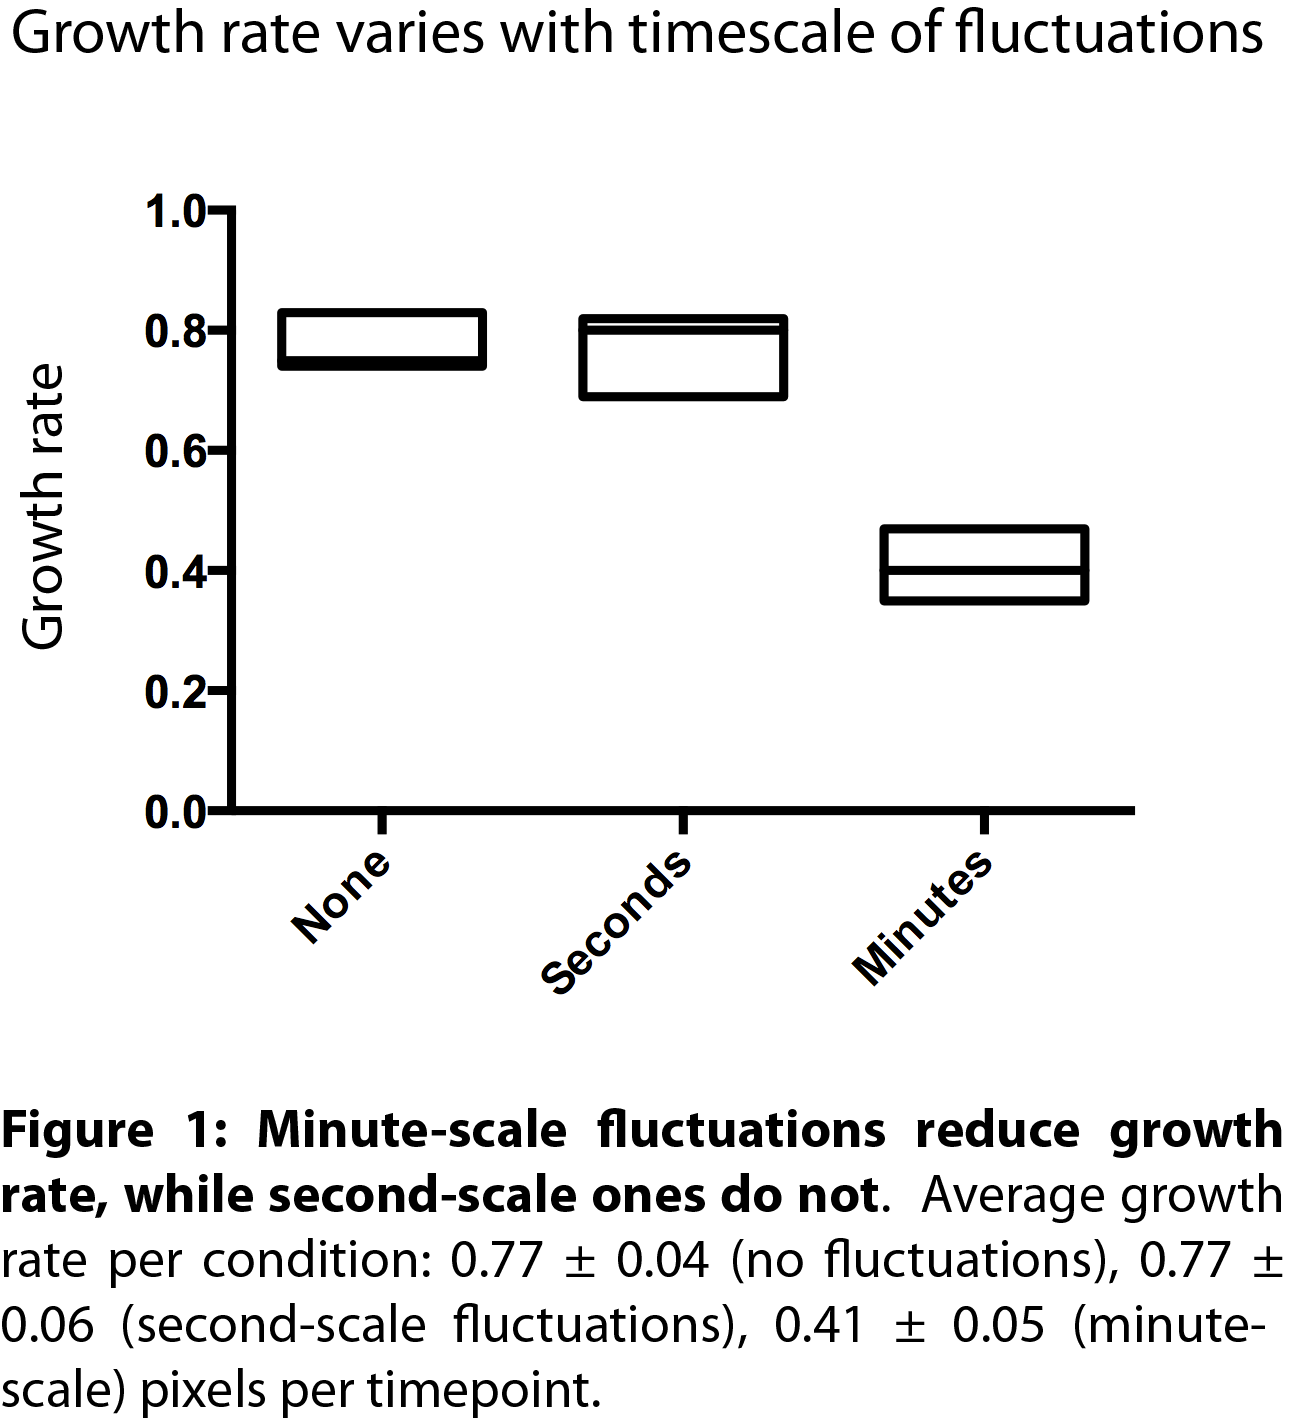 Growth rate varies with timescale of fluctuations
1.0
0.8
0.6
0.4
0.2
0.0
Growth rate
None
Seconds
Minutes
Figure 1: Minute-scale fluctuations reduce growth
rate, while second-scale ones do not. Average growth
rate per condition: 0.77 ± 0.04 (no fluctuations), 0.77 ±
0.06 (second-scale fluctuations), 0.41 ± 0.05 (minute-
scale) pixels per timepoint.